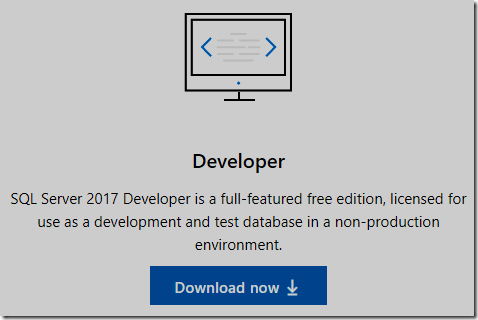 Developer
SQL Server 2017 Developer is a full-featured free edition, licensed for
use as a development and test database in a non-production
environment.
Download now